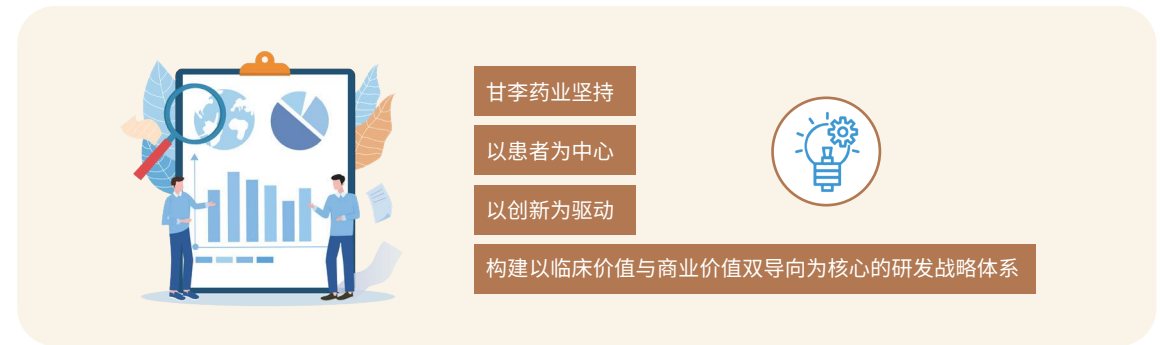 甘李药业坚持
以患者为中心
以创新为驱动
构建以临床价值与商业价值双导向为核心的研发战略体系